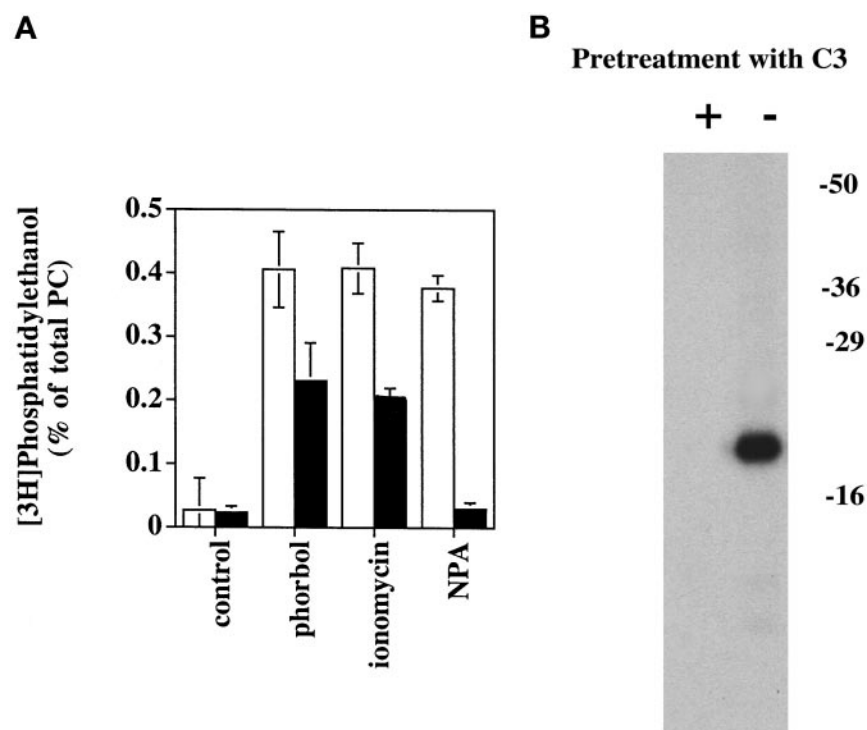 A
[3H]Phosphatidylethanol
(% of total PC)
0.5
0.4
0.3
0.2
0.1
0
control
phorbol
ionomycin
NPA
B
Pretreatment with C3
+ -
-50
-36
-29
-16